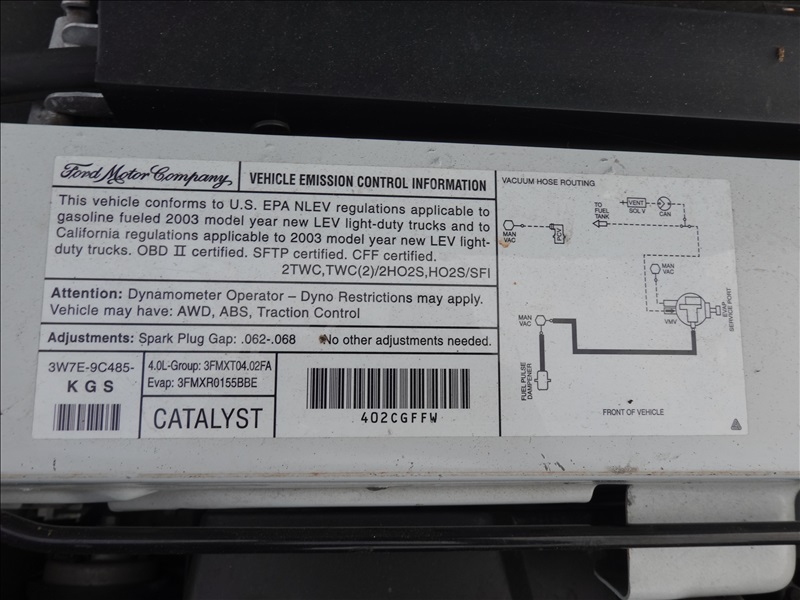 Ford Motor Company
VEHICLE EMISSION CONTROL INFORMATION
This vehicle conforms to U.S. EPA NLEV regulations applicable to
gasoline fueled 2003 model year new LEV light-duty trucks and to
California regulations applicable to 2003 model year new LEV light-
duty trucks. OBD II certified. SFTP certified. CFF certified.
2TWC,TWC(2)/2HO2S,HO2S/SFI
Attention: Dynamometer Operator – Dyno Restrictions may apply.
Vehicle may have: AWD, ABS, Traction Control
Adjustments: Spark Plug Gap: .062-.068 No other adjustments needed.
3W7E-9C485-
KGS
4.0L-Group: 3FMXT04.02FA
Evap: 3FMXR0155BBE
CATALYST
402CGFFW
VACUUM HOSE ROUTING
TO
FUEL
TANK
VENT
SOL V
CAN
MAN
VAC
PCV
MAN
VAC
VMV
EVAP
SERVICE PORT
MAN
VAC
FUEL PULSE
DAMPENER
FRONT OF VEHICLE